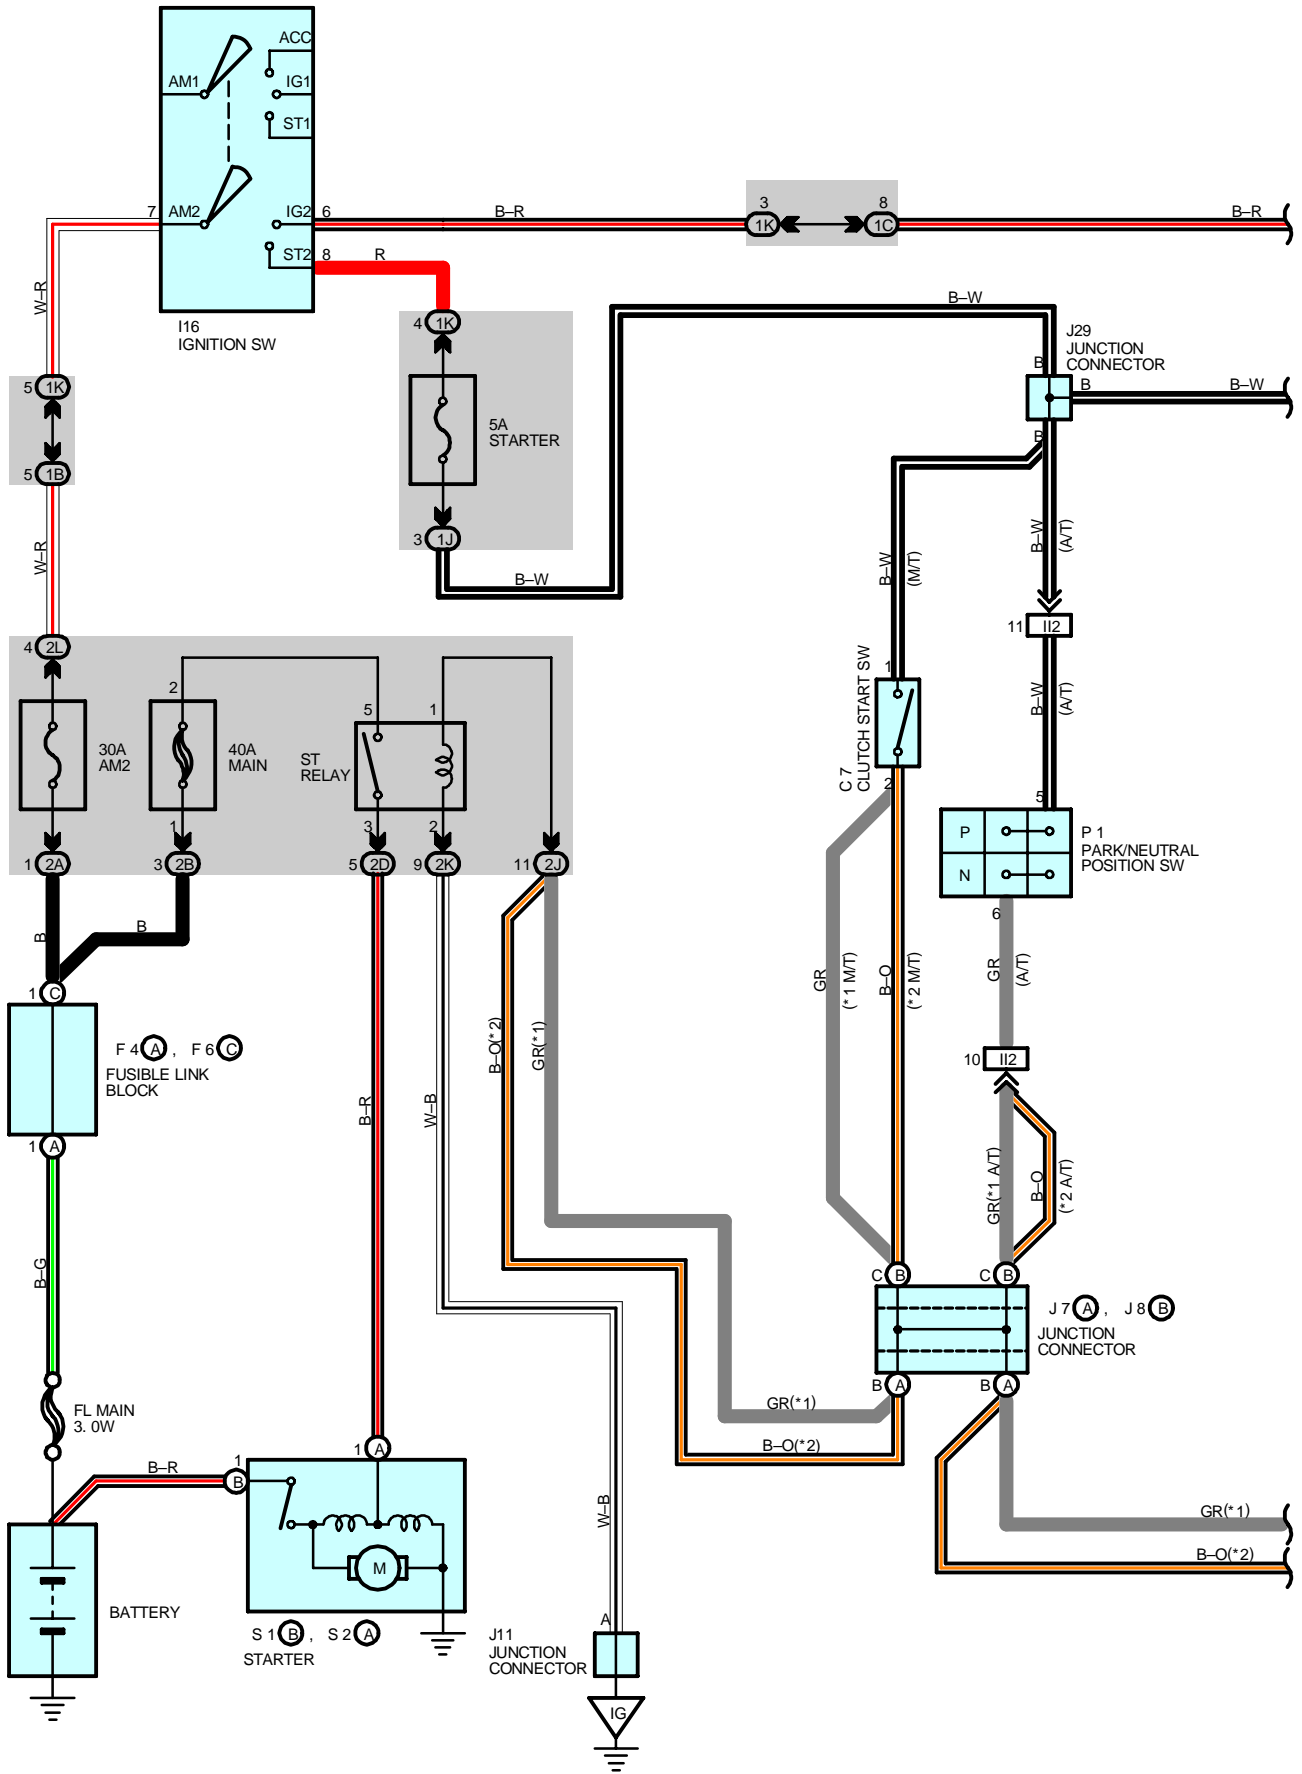 ACC
AM1
IG1
ST1
7
AM2
IG2
6
B–R
3
8
B–R
1K
1C
ST2
8
R
W–R
I16
IGNITION SW
4
1K
B–W
J29
JUNCTION
CONNECTOR
B
B
B–W
5
1K
5A
STARTER
B
5
1B
3
1J
B–W
W–R
B–W
(M/T)
B–W
(A/T)
11
II2
4
2L
2
5
1
1
C 7
CLUTCH START SW
B–W
(A/T)
30A
AM2
40A
MAIN
ST
RELAY
2
5
1
3
2
P
N
P 1
PARK/NEUTRAL
POSITION SW
1
2A
3
2B
5
2D
9
2K
11
2J
6
B
B
GR
(*1 M/T)
B–O
(*2 M/T)
GR
(A/T)
1
C
F 4
A
,
F 6
C
FUSIBLE LINK
BLOCK
B–O(*2)
GR(*1)
10
II2
B–R
W–B
1
A
GR(*1 A/T)
B–O
(*2 A/T)
B–G
C
B
C
B
J 7
A
,
J 8
B
JUNCTION
CONNECTOR
B
A
B
A
FL MAIN
3. 0W
GR(*1)
B–O(*2)
1
A
B–R
1
B
W–B
GR(*1)
B–O(*2)
M
BATTERY
S 1
B
,
S 2
A
STARTER
A
J11
JUNCTION
CONNECTOR
IG